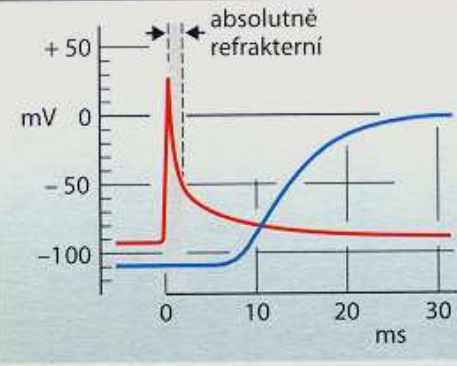 absolutně
refrakterní
+ 50
mV 0
– 50
–100
0 10 20 30
ms